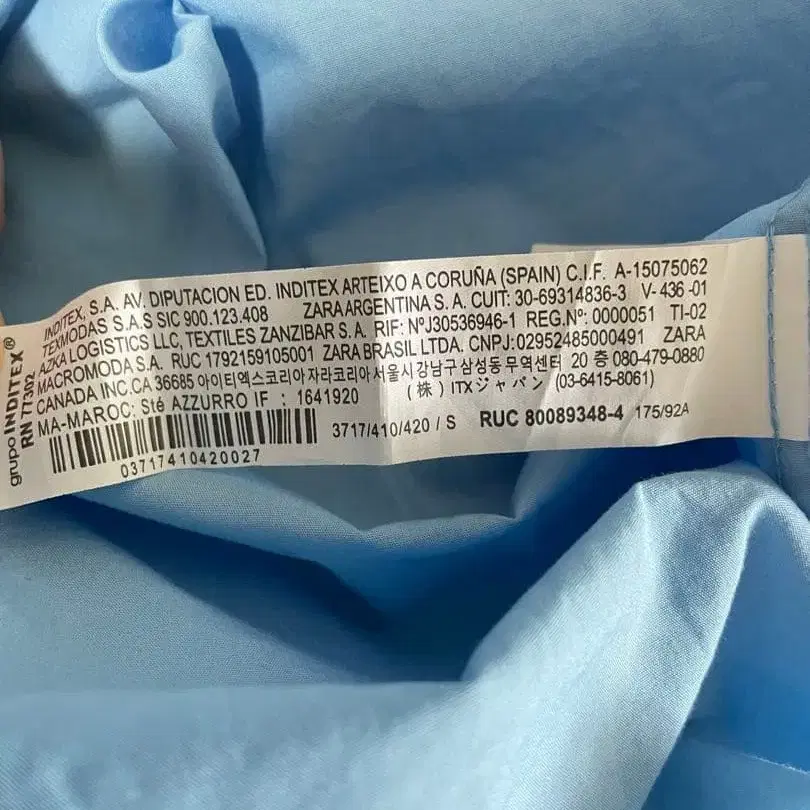 grupo INDITEX®
RN 77302
INDITEX, S.A. AV. DIPUTACION ED. INDITEX ARTEIXO A CORUÑA (SPAIN) C.I.F. A-15075062
TEXMODAS S.A.S SIC 900.123.408 ZARA ARGENTINA S.A. CUIT: 30-69314836-3 V-436-01
AZKA LOGISTICS LLC, TEXTILES ZANZIBAR S.A. RIF: NºJ30536946-1 REG.Nº: 0000051 TI-02
MACROMODA S.A. RUC 1792159105001 ZARA BRASIL LTDA. CNPJ:02952485000491 ZARA
CANADA INC.CA 36685 아이티엑스코리아 자라코리아 서울시 강남구 삼성동 무역센터 20 층 080-479-0880
MA-MAROC: Sté AZZURRO IF : 1641920 (株) ITXジャパン (03-6415-8061)
03717410420027
3717/410/420 / S RUC 80089348-4 175/92A